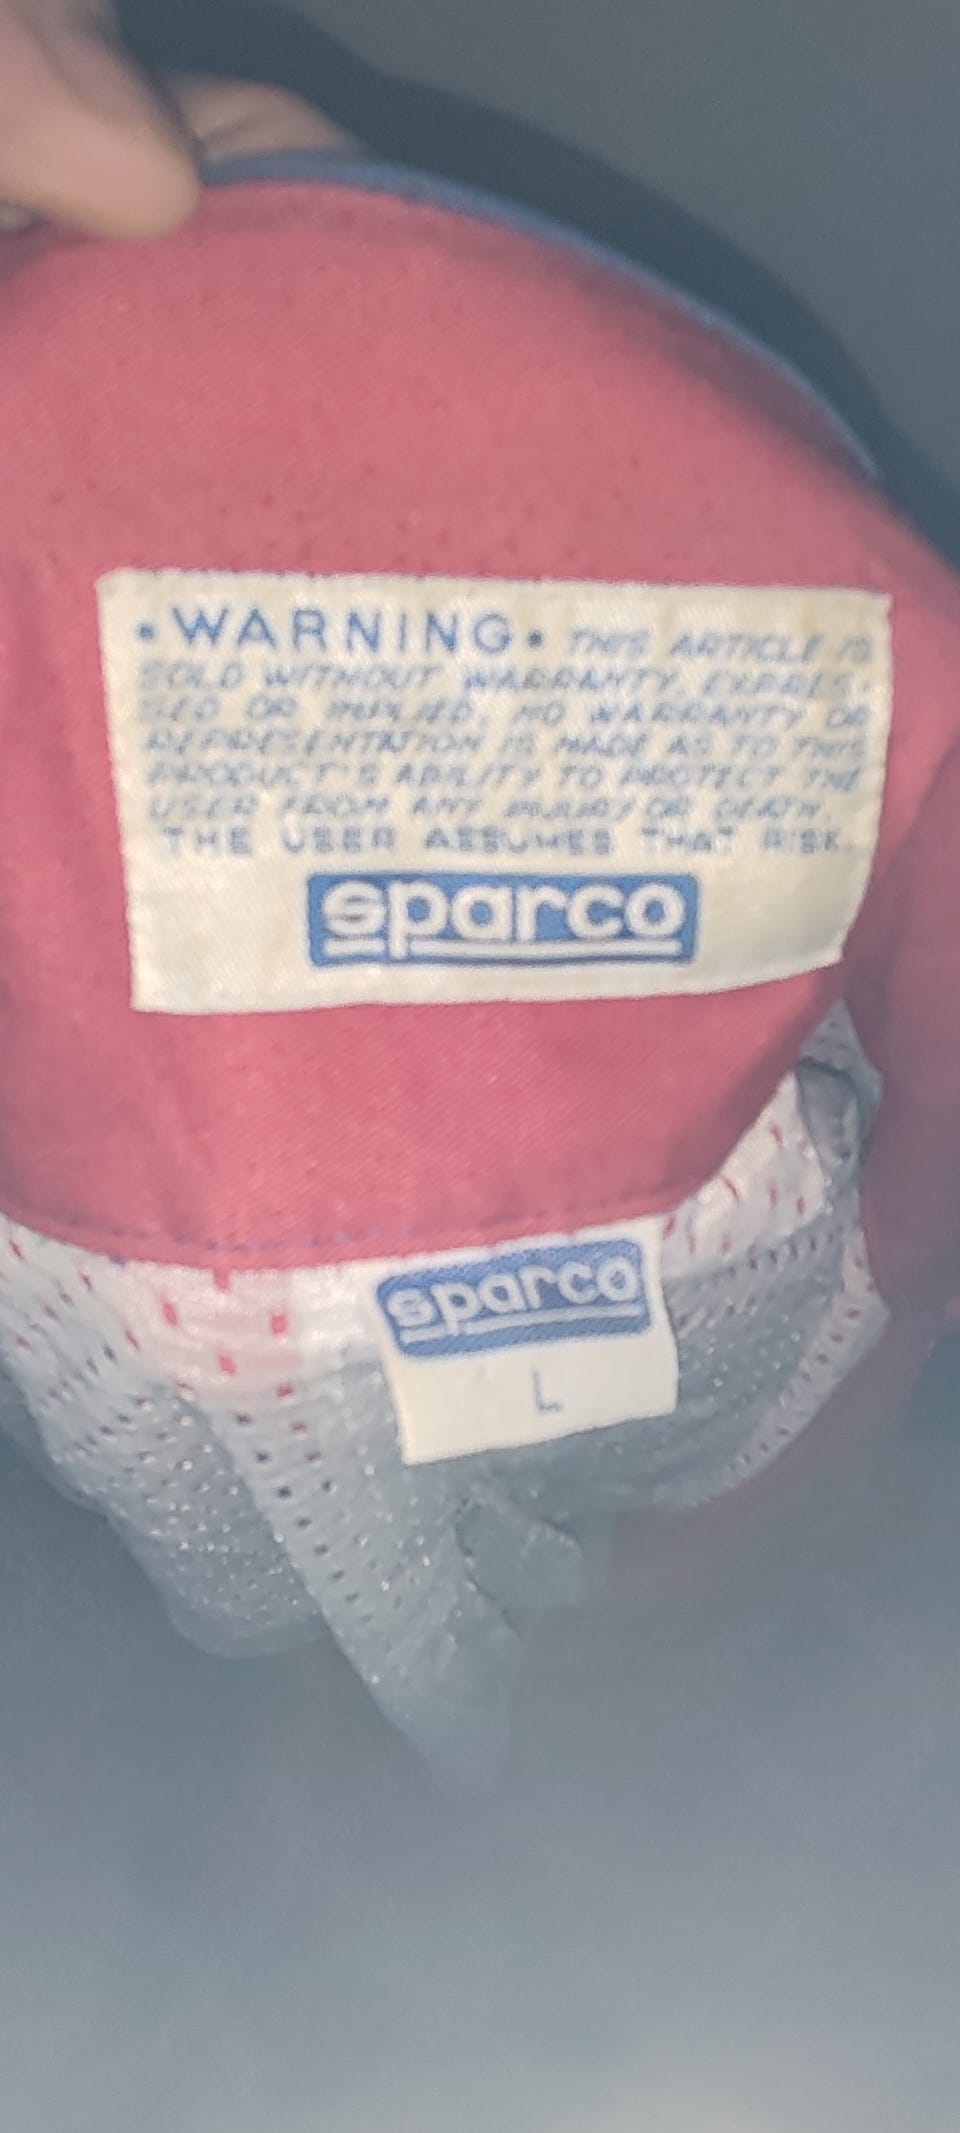 • WARNING • THIS ARTICLE IS
SOLD WITHOUT WARRANTY, EXPRES-
SED OR IMPLIED. NO WARRANTY OR
REPRESENTATION IS MADE AS TO THIS
PRODUCT'S ABILITY TO PROTECT THE
USER FROM ANY INJURY OR DEATH.
THE USER ASSUMES THAT RISK.
sparco
sparco
L